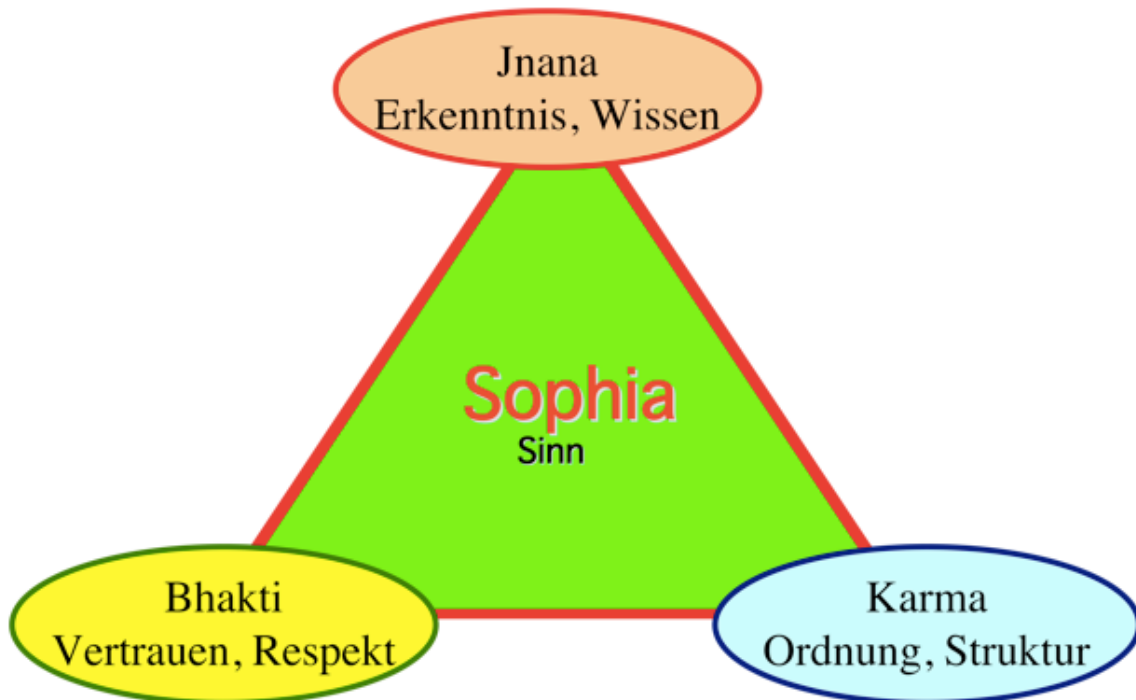 Jnana
Erkenntnis, Wissen
Sophia
Sinn
Bhakti
Vertrauen, Respekt
Karma
Ordnung, Struktur